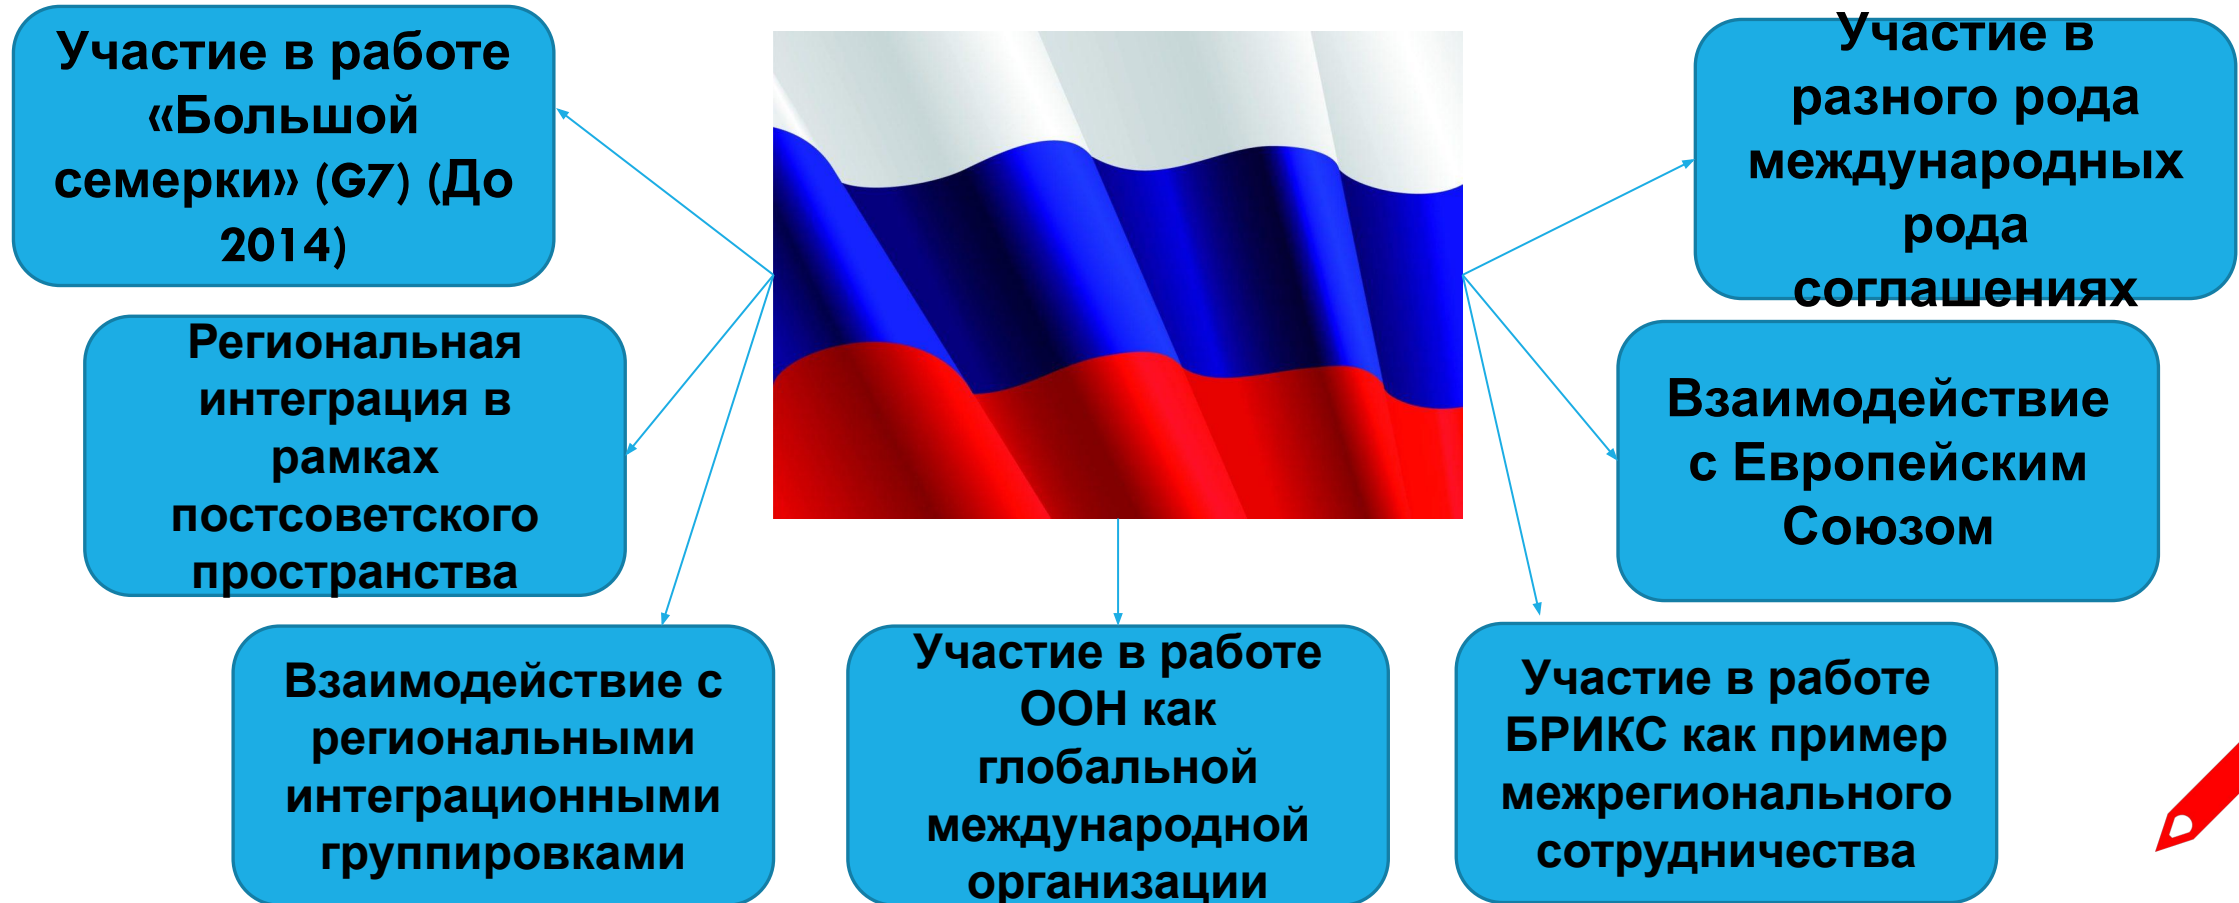 Участие в работе
«Большой
семерки» (G7) (До
2014)
Участие в
разного рода
международных
рода
соглашениях
Региональная
интеграция в
рамках
постсоветского
пространства
Взаимодействие
с Европейским
Союзом
Взаимодействие с
региональными
интеграционными
группировками
Участие в работе
ООН как
глобальной
международной
организации
Участие в работе
БРИКС как пример
межрегионального
сотрудничества